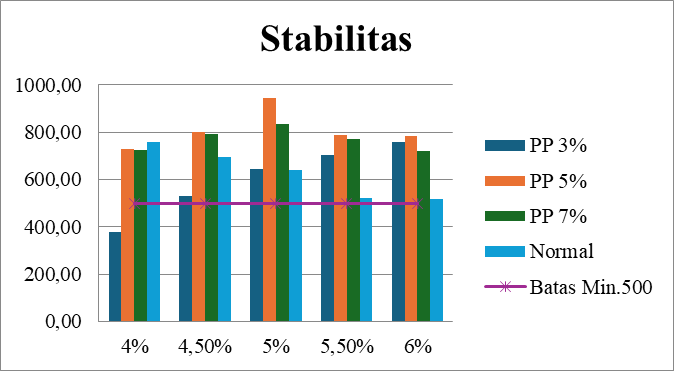 Stabilitas
1000,00
800,00
600,00
400,00
200,00
0,00
4% 4,50% 5% 5,50% 6%
PP 3%
PP 5%
PP 7%
Normal
Batas Min.500